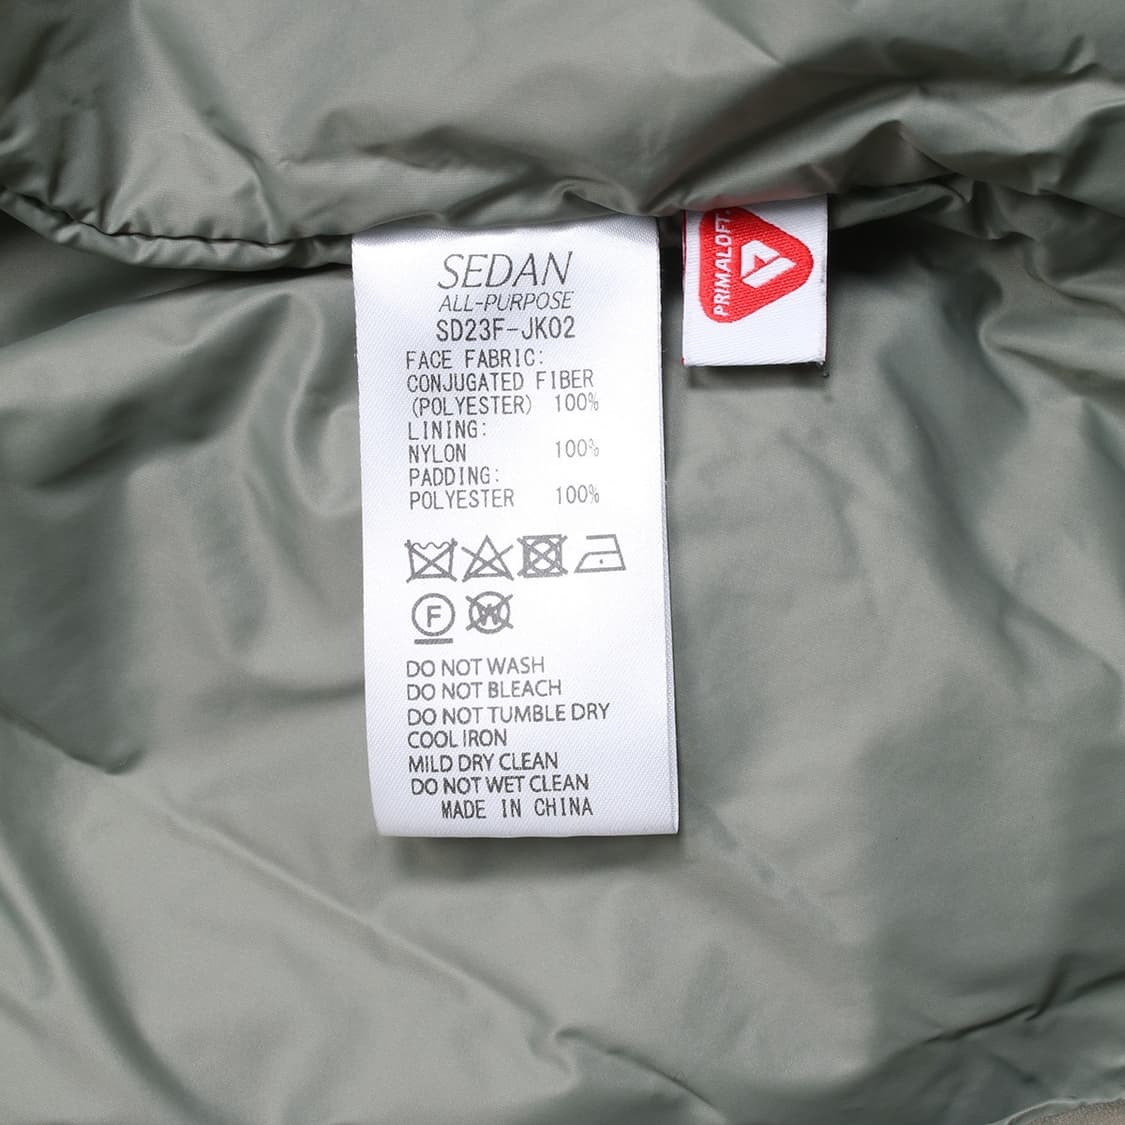 SEDAN
ALL-PURPOSE
SD23F-JK02
FACE FABRIC:
CONJUGATED FIBER
(POLYESTER) 100%
LINING:
NYLON 100%
PADDING:
POLYESTER 100%
F
W
DO NOT WASH
DO NOT BLEACH
DO NOT TUMBLE DRY
COOL IRON
MILD DRY CLEAN
DO NOT WET CLEAN
MADE IN CHINA
PRIMALOFT